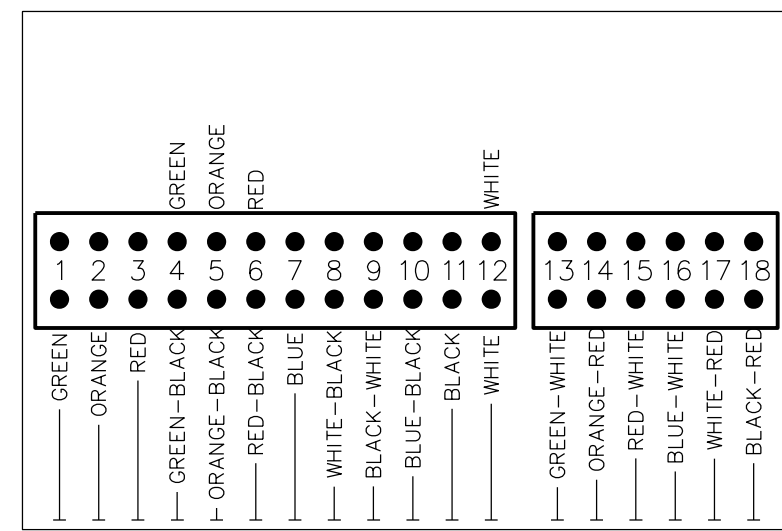 GREEN
ORANGE
RED
WHITE
1 2 3 4 5 6 7 8 9 10 11 12
13 14 15 16 17 18
GREEN
ORANGE
RED
GREEN-BLACK
ORANGE-BLACK
RED-BLACK
BLUE
WHITE-BLACK
BLACK-WHITE
BLUE-BLACK
BLACK
WHITE
GREEN-WHITE
ORANGE-RED
RED-WHITE
BLUE-WHITE
WHITE-RED
BLACK-RED